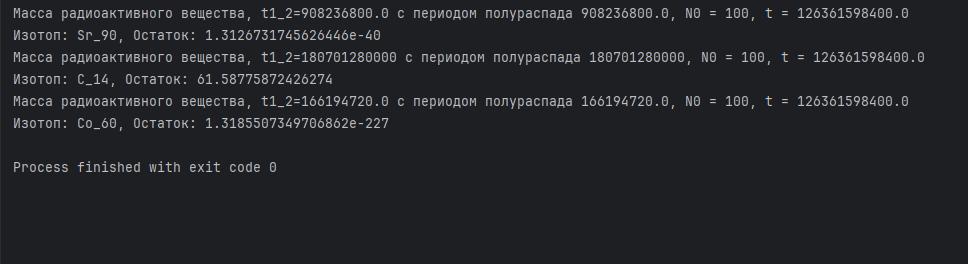 Масса радиоактивного вещества, t1_2=908236800.0 с периодом полураспада 908236800.0, N0 = 100, t = 126361598400.0
Изотоп: Sr_90, Остаток: 1.3126731745626446e-40
Масса радиоактивного вещества, t1_2=180701280000 с периодом полураспада 180701280000, N0 = 100, t = 126361598400.0
Изотоп: C_14, Остаток: 61.58775872426274
Масса радиоактивного вещества, t1_2=166194720.0 с периодом полураспада 166194720.0, N0 = 100, t = 126361598400.0
Изотоп: Co_60, Остаток: 1.3185507349706862e-227
Process finished with exit code 0